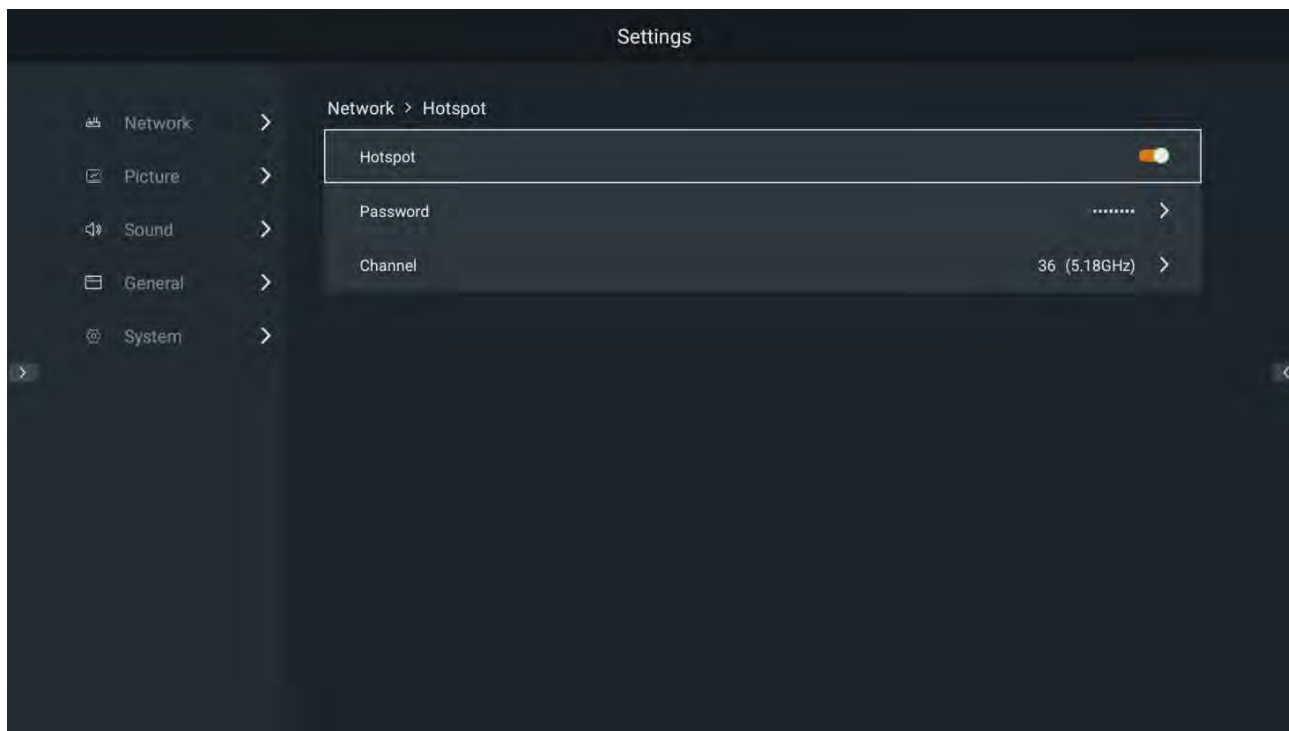 Settings
Network >
Picture >
Sound >
General >
System >
Network > Hotspot
Hotspot
Password •••••••• >
Channel 36 (5.18GHz) >